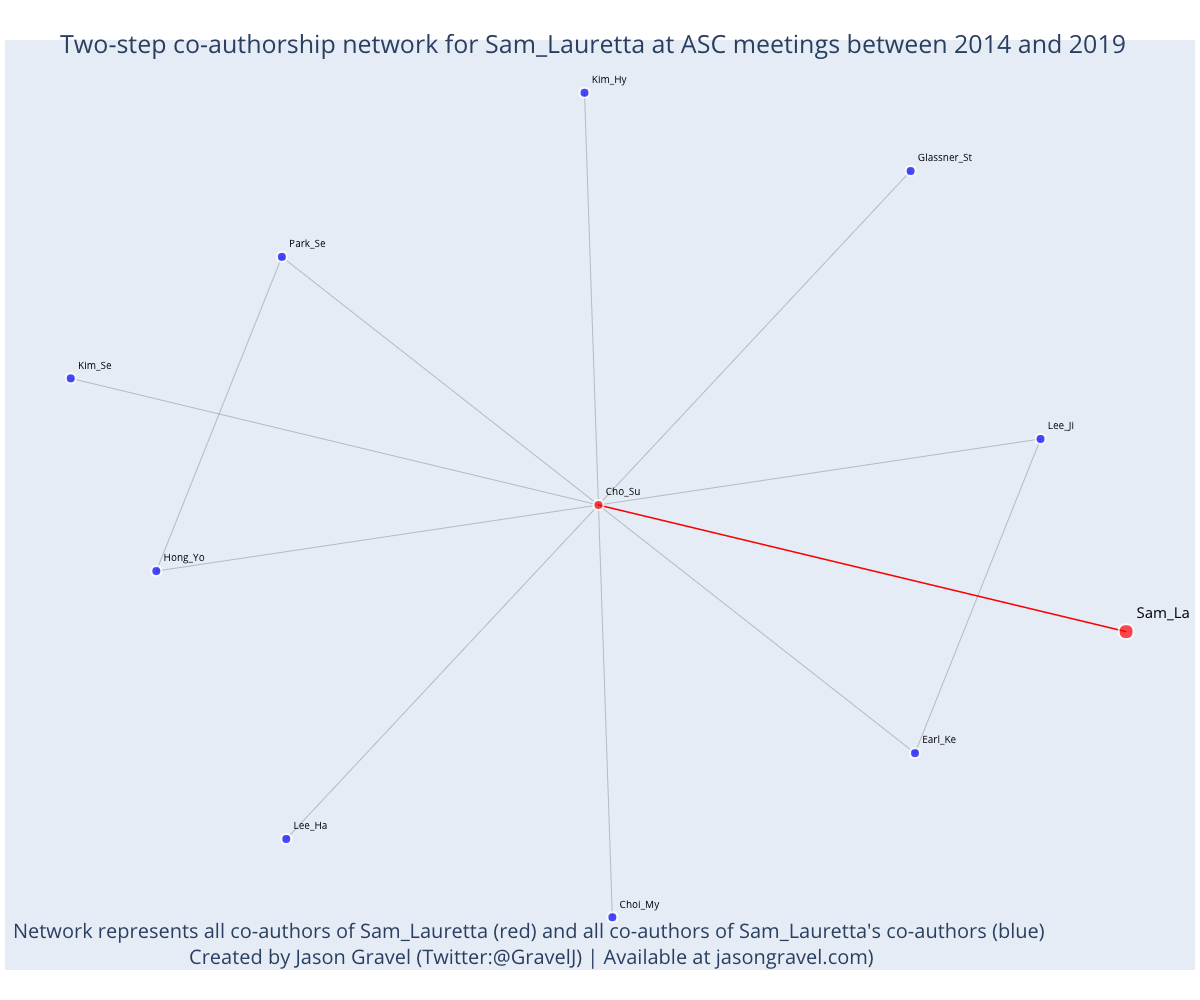 Two-step co-authorship network for Sam_Lauretta at ASC meetings between 2014 and 2019
Kim_Hy
Glassner_St
Park_Se
Kim_Se
Lee_Ji
Cho_Su
Hong_Yo
Sam_La
Earl_Ke
Lee_Ha
Choi_My
Network represents all co-authors of Sam_Lauretta (red) and all co-authors of Sam_Lauretta's co-authors (blue)
Created by Jason Gravel (Twitter:@GravelJ) | Available at jasongravel.com)